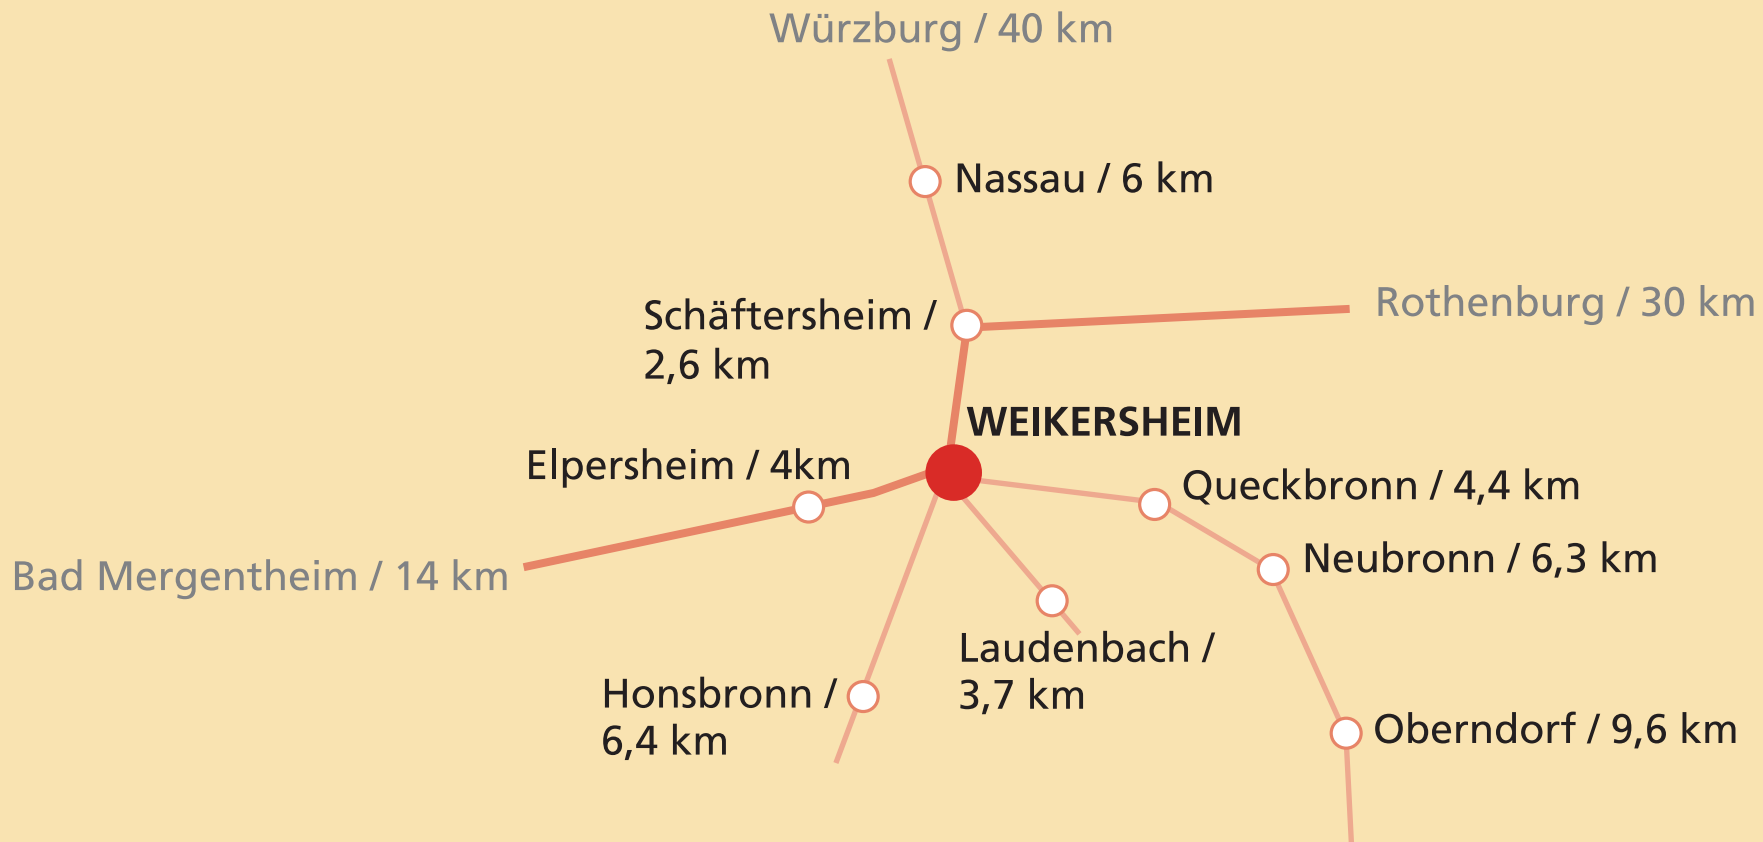 Würzburg / 40 km
Nassau / 6 km
Schäftersheim /
2,6 km
Rothenburg / 30 km
WEIKERSHEIM
Elpersheim / 4km
Queckbronn / 4,4 km
Neubronn / 6,3 km
Bad Mergentheim / 14 km
Laudenbach /
3,7 km
Honsbronn /
6,4 km
Oberndorf / 9,6 km